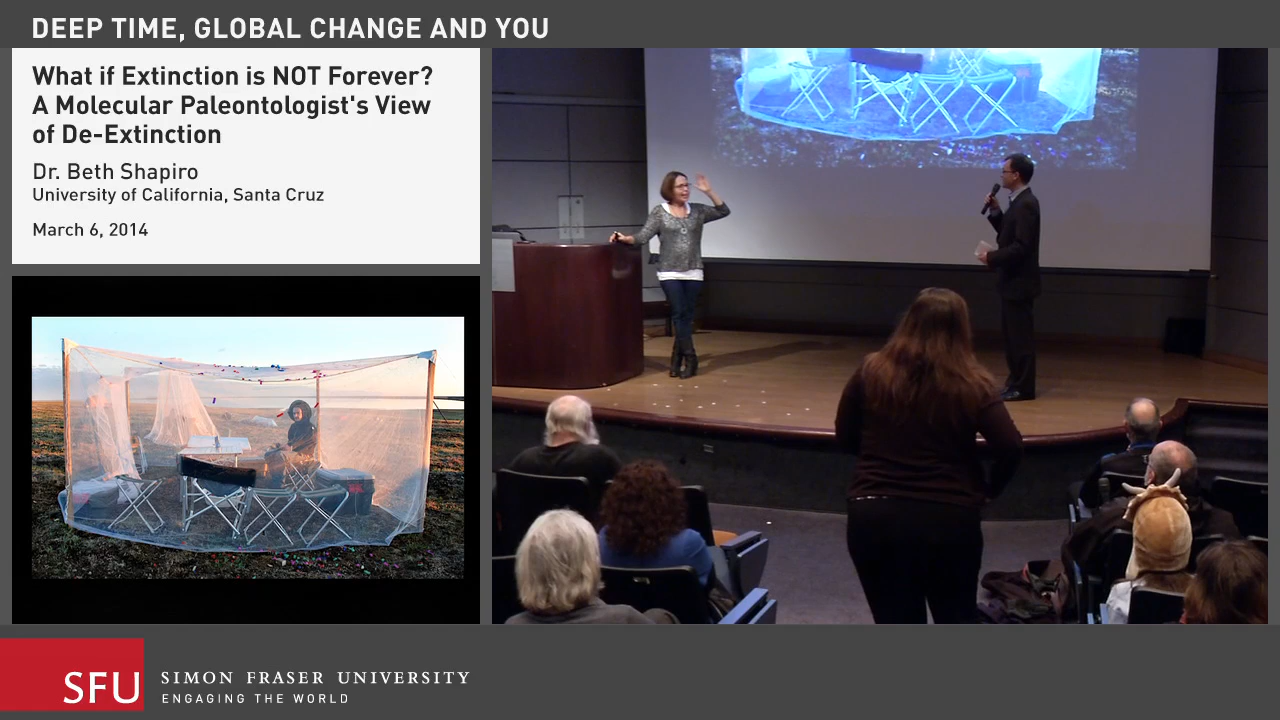 DEEP TIME, GLOBAL CHANGE AND YOU
What if Extinction is NOT Forever?
A Molecular Paleontologist's View
of De-Extinction
Dr. Beth Shapiro
University of California, Santa Cruz
March 6, 2014
SFU
SIMON FRASER UNIVERSITY
ENGAGING THE WORLD